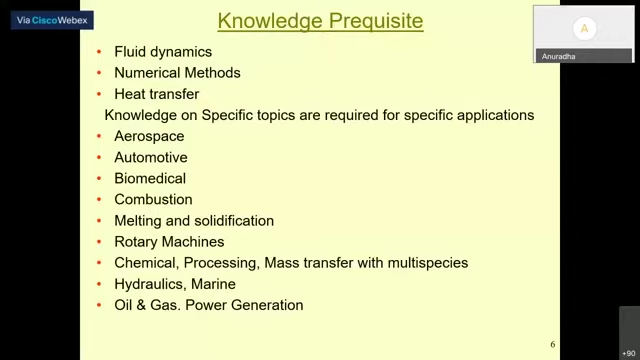 Via Cisco Webex
Knowledge Prequisite
A
Anuradha
• Fluid dynamics
• Numerical Methods
• Heat transfer
Knowledge on Specific topics are required for specific applications
• Aerospace
• Automotive
• Biomedical
• Combustion
• Melting and solidification
• Rotary Machines
• Chemical, Processing, Mass transfer with multispecies
• Hydraulics, Marine
• Oil & Gas. Power Generation
6
+90